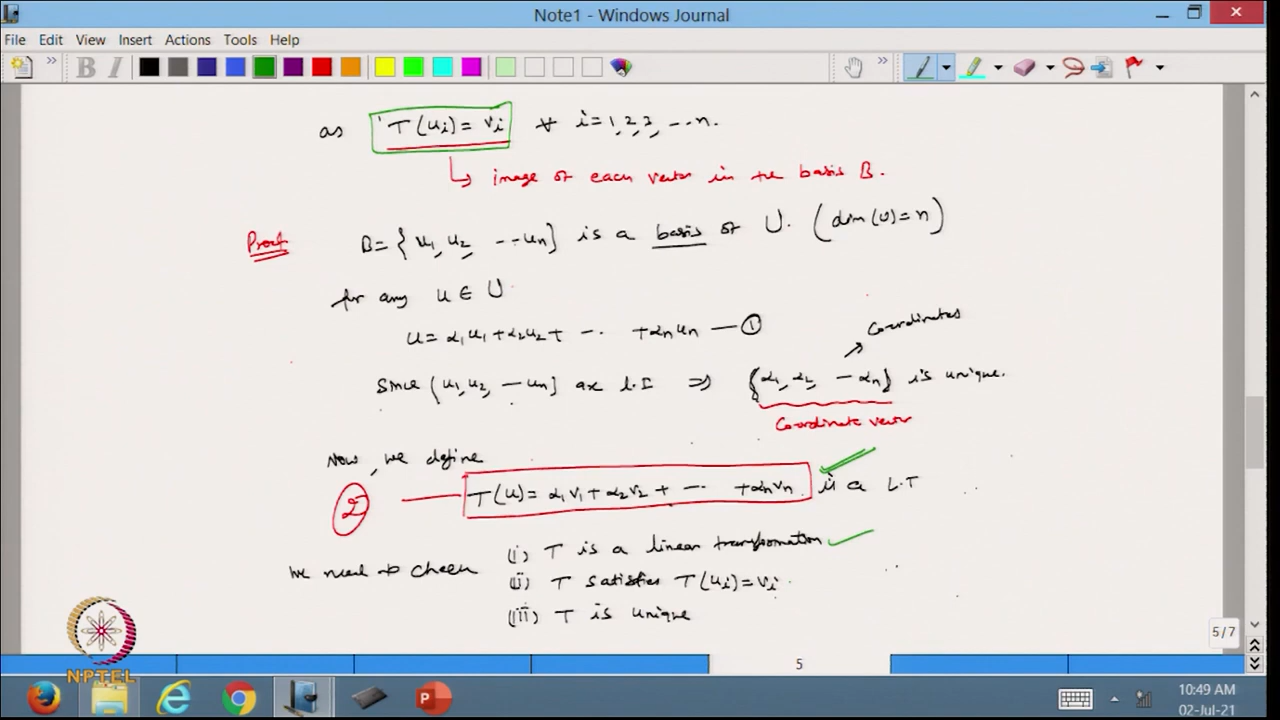 Note1 - Windows Journal
File Edit View Insert Actions Tools Help
as T(ui) = vi ∀ i=1,2,3, --- n.
↳ image of each vector in the basis B.
Proof B={u1, u2 --- un} is a basis of U. (dim(U)=n)
for any u ∈ U
u = α1u1+α2u2+ --- +αnun — ①
Coordinates
Since {u1, u2, — un} are L.I ⇒ {α1, α2, — αn} is unique.
Coordinate vector
Now, we define
② — T(u) = α1v1+α2v2+ --- +αnvn. is a L.T
We need to check (i) T is a linear transformation
(ii) T satisfies T(ui)=vi.
(iii) T is unique
5/7
NPTEL
5
10:49 AM
02-Jul-21